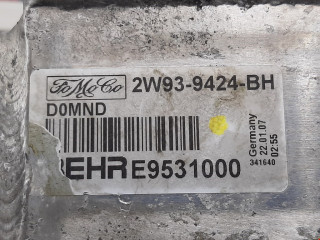 FoMoCo 2W93-9424-BH
D0MND
BEHR E9531000
Germany
22.01.07
02:55
341640